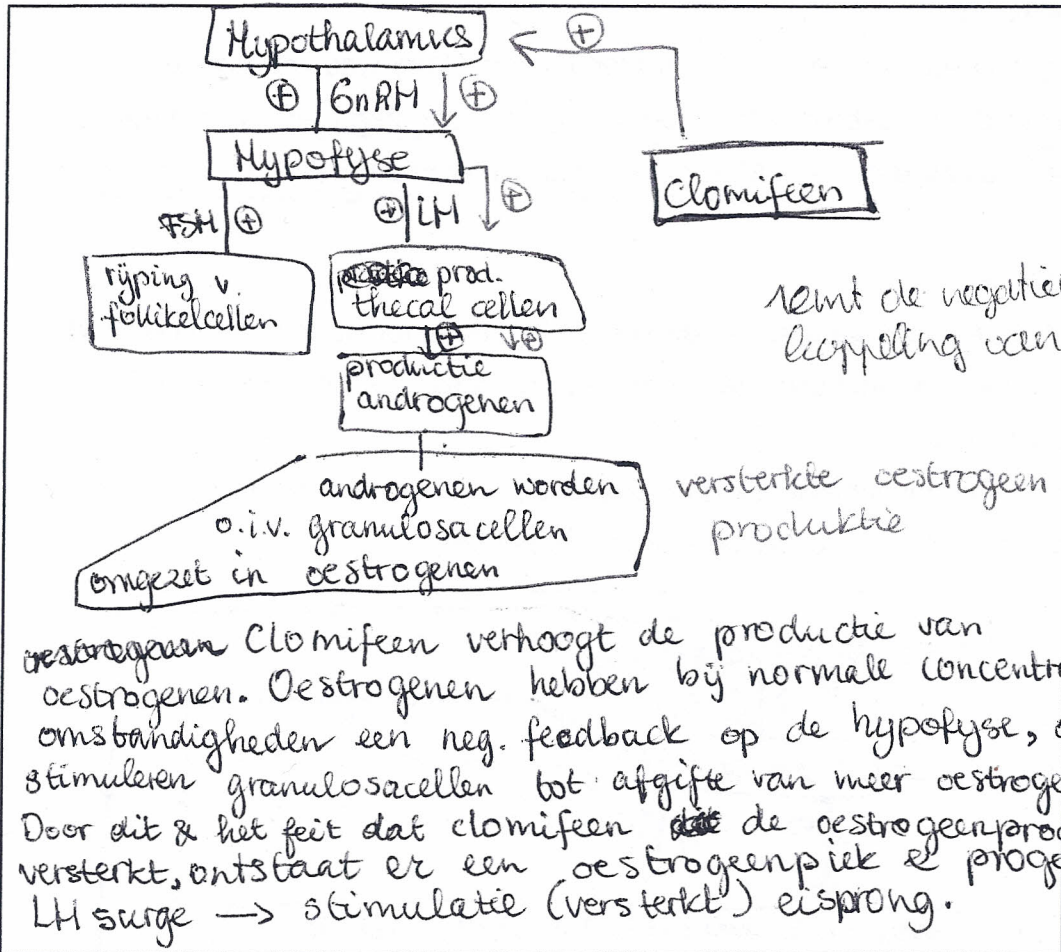 Hypothalamus
⊕
⊕ GnRH ⊕
Hypofyse
Clomifeen
FSH ⊕
⊕ LH ⊕
rijping v.
follikelcellen
prod.
thecal cellen
remt de negatie
koppeling van
⊕ ⊕
productie
androgenen
androgenen worden
o.i.v. granulosacellen
omgezet in oestrogenen
versterkte oestrogeen
produktie
Clomifeen verhoogt de productie van
oestrogenen. Oestrogenen hebben bij normale concentr
omstandigheden een neg. feedback op de hypofyse,
stimuleren granulosacellen tot afgifte van meer oestroge
Door dit & het feit dat clomifeen de oestrogeenprod
versterkt, ontstaat er een oestrogeenpiek & proge
LH surge → stimulatie (versterkt) eisprong.